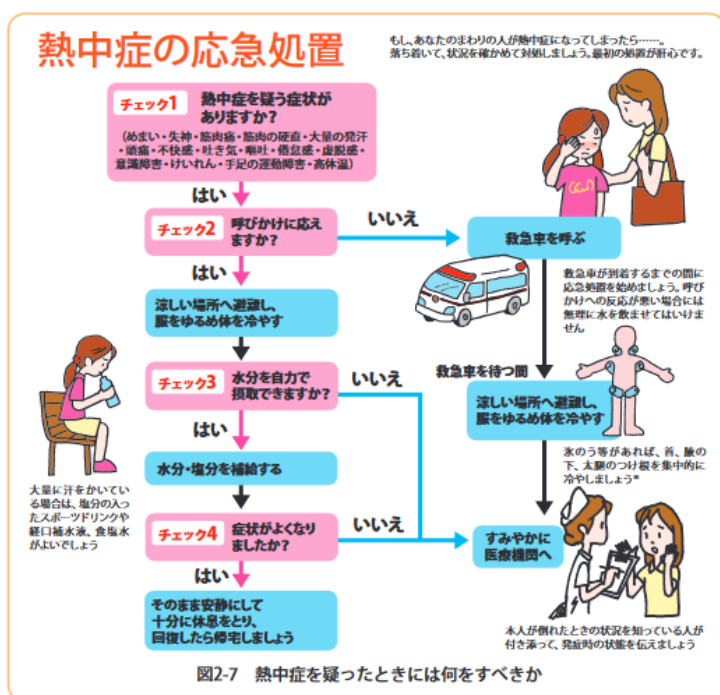 熱中症の応急処置
もし、あなたのまわりの人が熱中症になってしまったら……。
落ち着いて、状況を確かめて対処しましょう。最初の処置が肝心です。
チェック1
熱中症を疑う症状が
ありますか?
(めまい・失神・筋肉痛・筋肉の硬直・大量の発汗
・頭痛・不快感・吐き気・嘔吐・倦怠感・虚脱感・
意識障害・けいれん・手足の運動障害・高体温)
はい
チェック2
呼びかけに応え
ますか?
いいえ
救急車を呼ぶ
はい
救急車が到着するまでの間に
応急処置を始めましょう。呼び
かけへの反応が悪い場合には
無理に水を飲ませてはいけま
せん
涼しい場所へ避難し、
服をゆるめ体を冷やす
チェック3
水分を自力で
摂取できますか?
いいえ
救急車を待つ間
涼しい場所へ避難し、
服をゆるめ体を冷やす
はい
氷のう等があれば、首、腋の
下、太腿のつけ根を集中的に
冷やしましょう*
水分・塩分を補給する
大量に汗をかいてい
る場合は、塩分の入っ
たスポーツドリンクや
経口補水液、食塩水
がよいでしょう
チェック4
症状がよくなり
ましたか?
いいえ
すみやかに
医療機関へ
はい
そのまま安静にして
十分に休息をとり、
回復したら帰宅しましょう
本人が倒れたときの状況を知っている人が
付き添って、発症時の状態を伝えましょう
図2-7 熱中症を疑ったときには何をすべきか